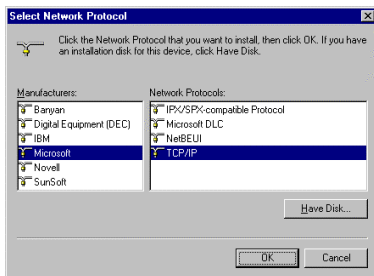 Select Network Protocol
Click the Network Protocol that you want to install, then click OK. If you have
an installation disk for this device, click Have Disk.
Manufacturers:
Banyan
Digital Equipment (DEC)
IBM
Microsoft
Novell
SunSoft
Network Protocols:
IPX/SPX-compatible Protocol
Microsoft DLC
NetBEUI
TCP/IP
Have Disk...
OK
Cancel